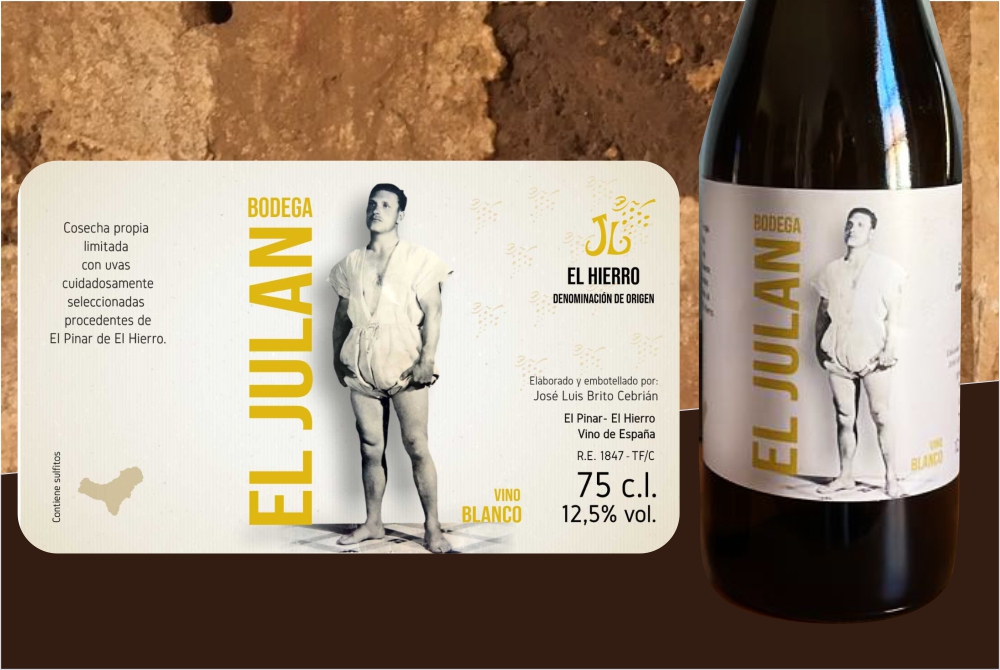 Cosecha propia
limitada
con uvas
cuidadosamente
seleccionadas
procedentes de
El Pinar de El Hierro.
Contiene sulfitos
BODEGA
EL JULAN
VINO
BLANCO
JL
EL HIERRO
DENOMINACIÓN DE ORIGEN
Elaborado y embotellado por:
José Luis Brito Cebrián
El Pinar- El Hierro
Vino de España
R.E. 1847 - TF/C
75 c.l.
12,5% vol.
BODEGA
EL JULAN
VINO
BLANCO